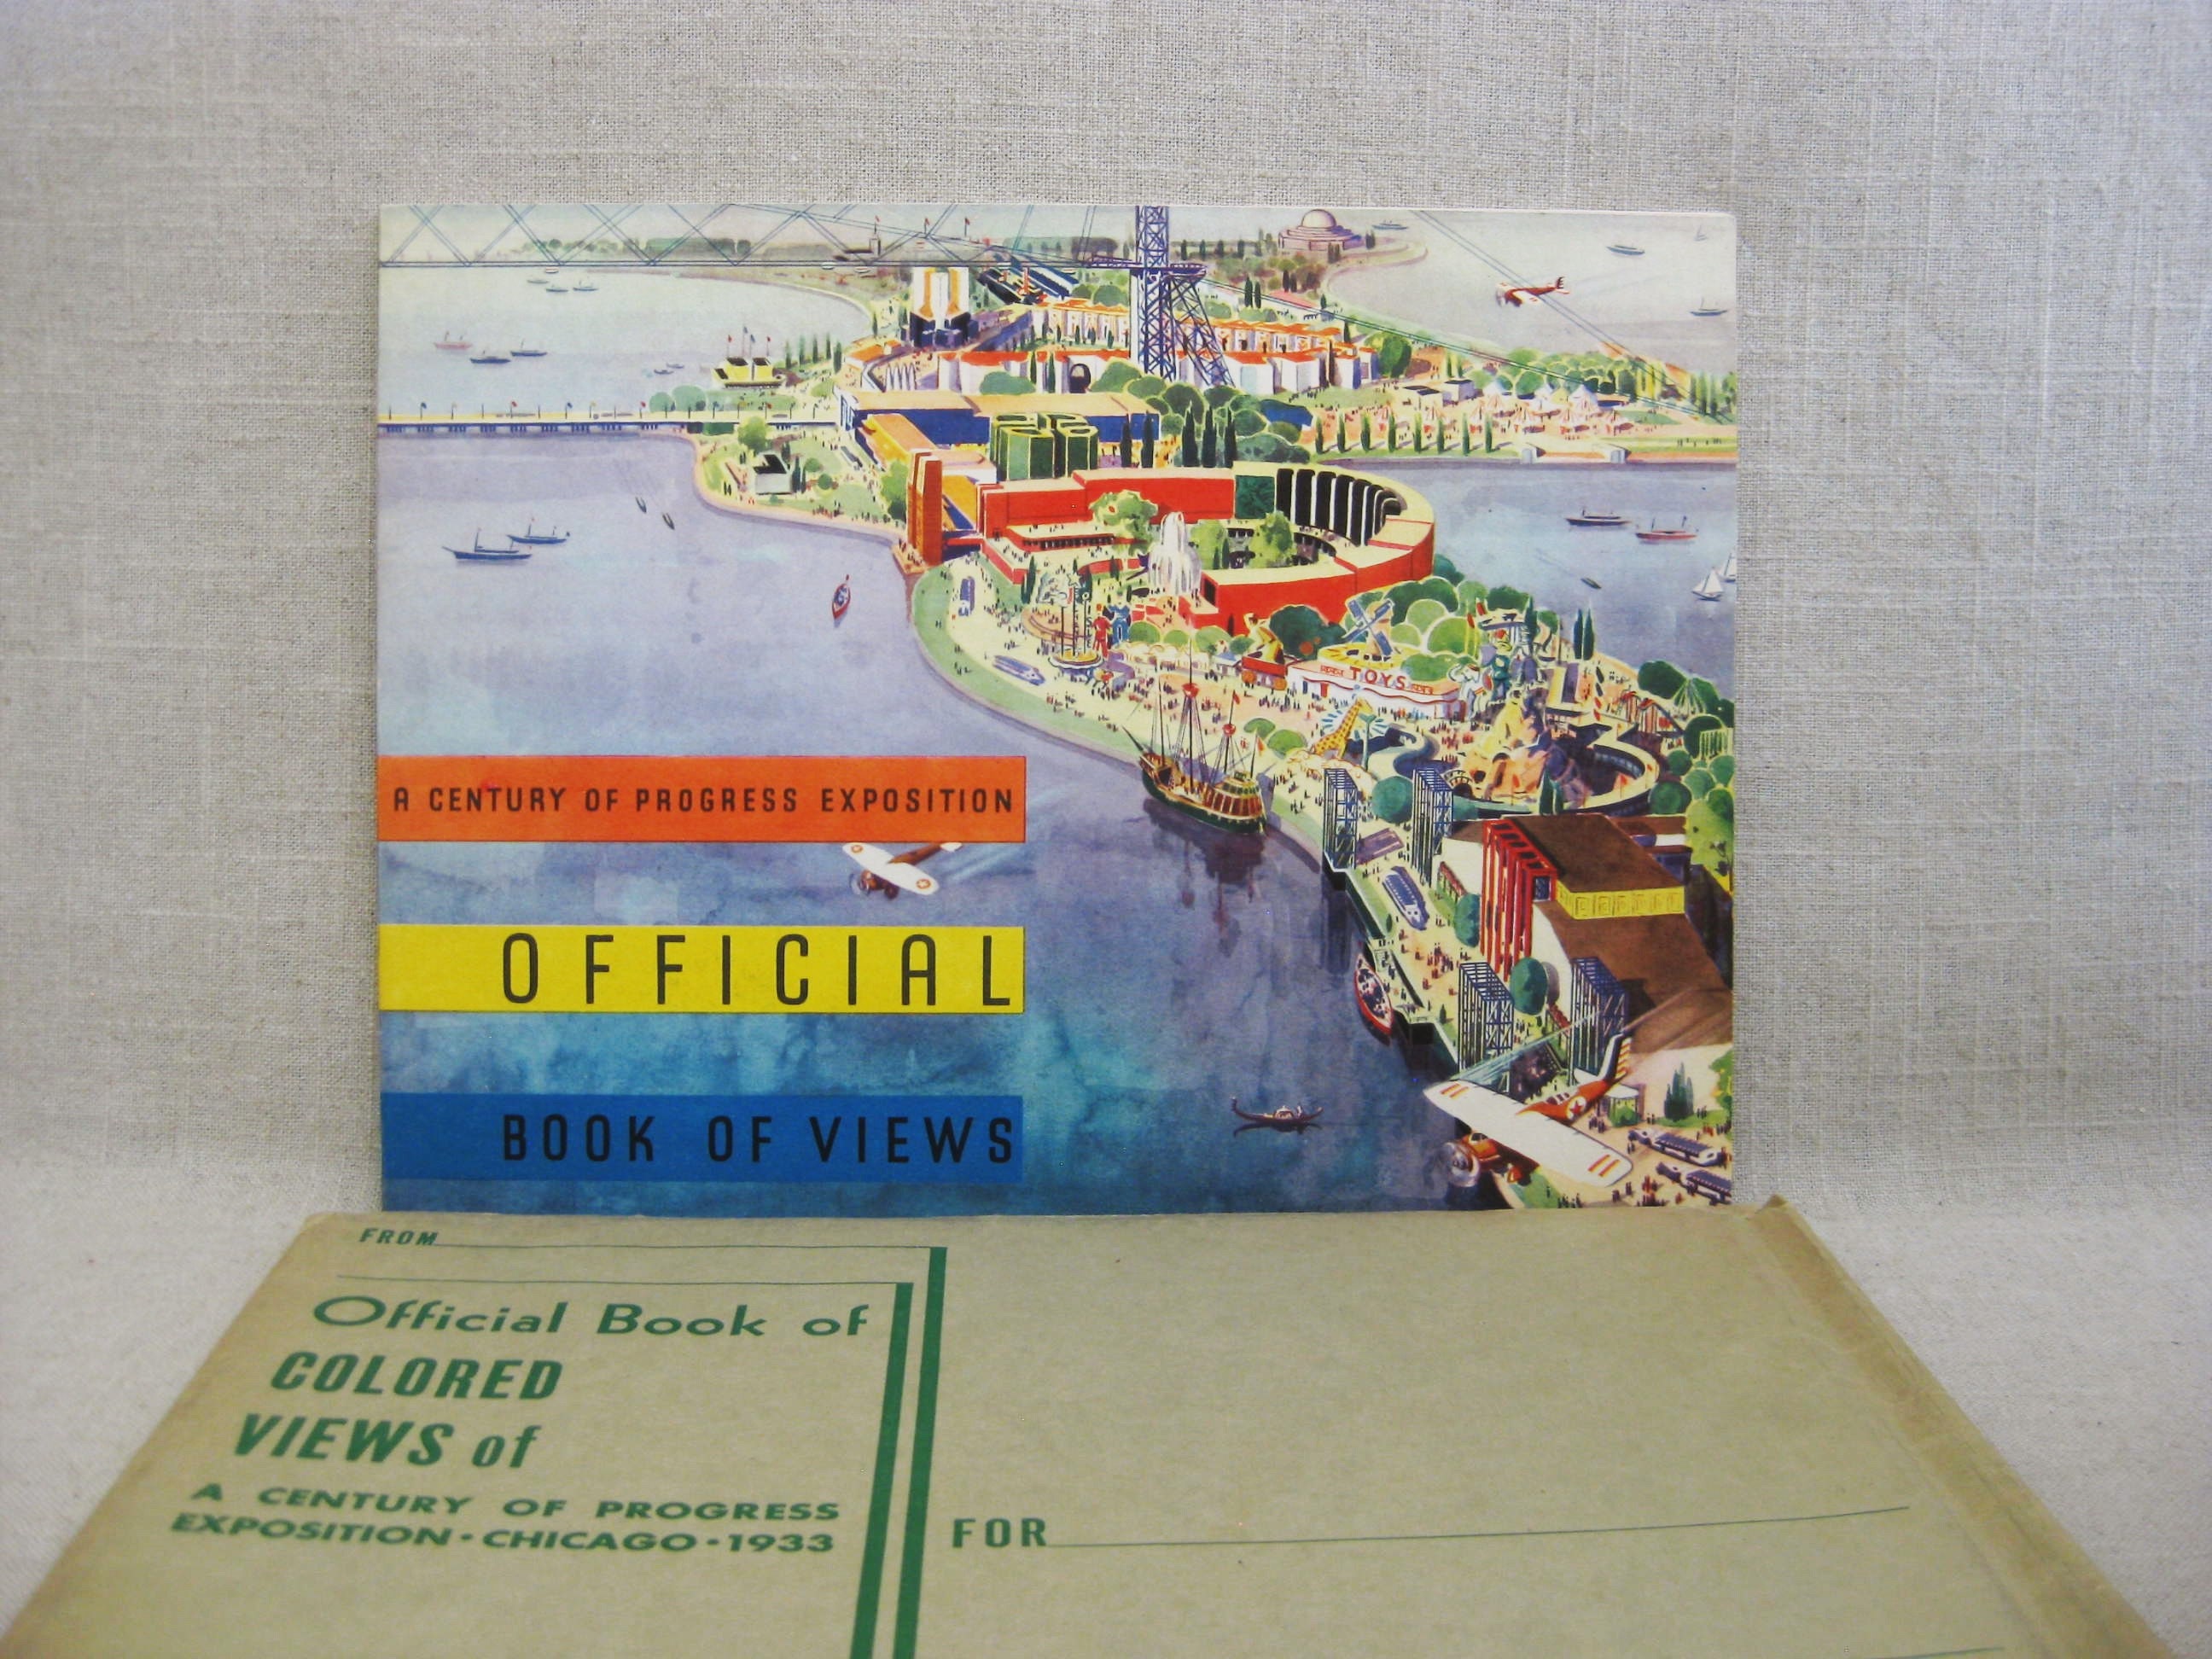 TOYS
A CENTURY OF PROGRESS EXPOSITION
OFFICIAL
BOOK OF VIEWS
FROM
Official Book of
COLORED
VIEWS of
A CENTURY OF PROGRESS
EXPOSITION · CHICAGO · 1933
FOR